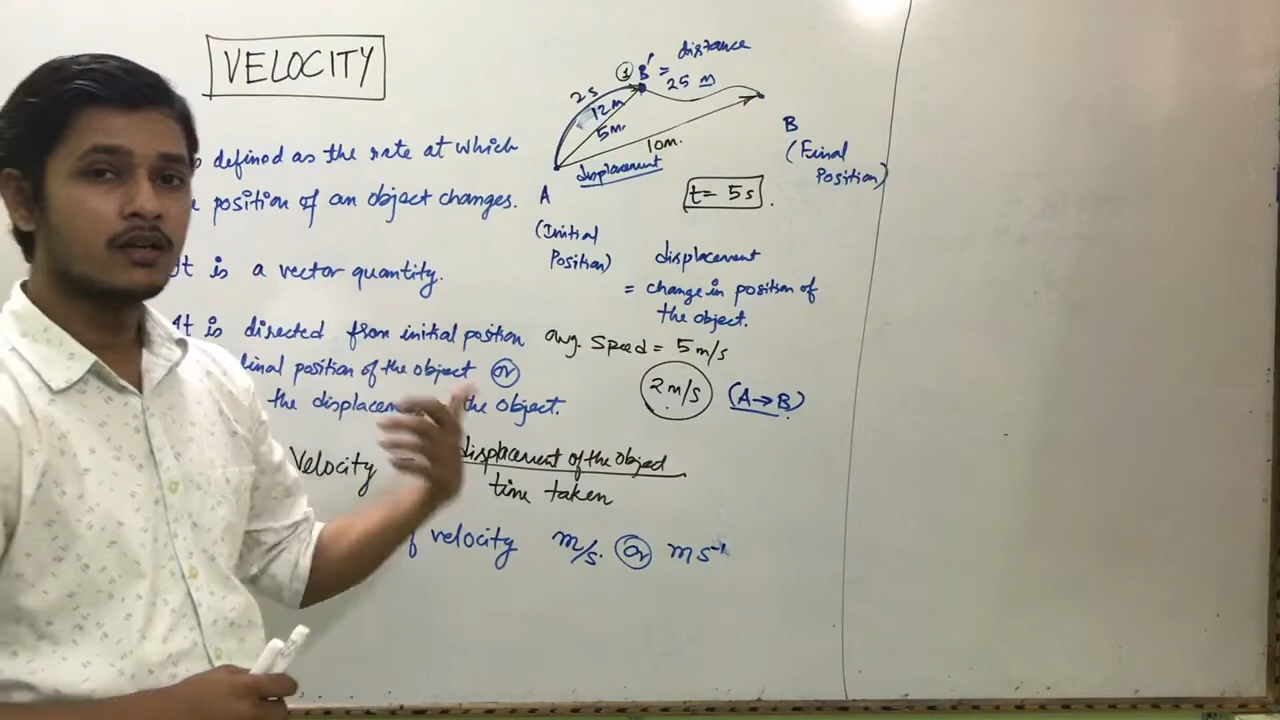 VELOCITY
defined as the rate at which
position of an object changes.
It is a vector quantity.
It is directed from initial position
final position of the object or
the displacem the object.
Velocity = displacement of the object
time taken
of velocity m/s. or ms⁻¹
distance
① B' = 25 m
2s
12m
5m.
10m.
displacement
A
(Initial
Position)
B
(Final
Position)
t = 5s.
displacement
= change in position of
the object.
avg. speed = 5 m/s
2 m/s (A→B)